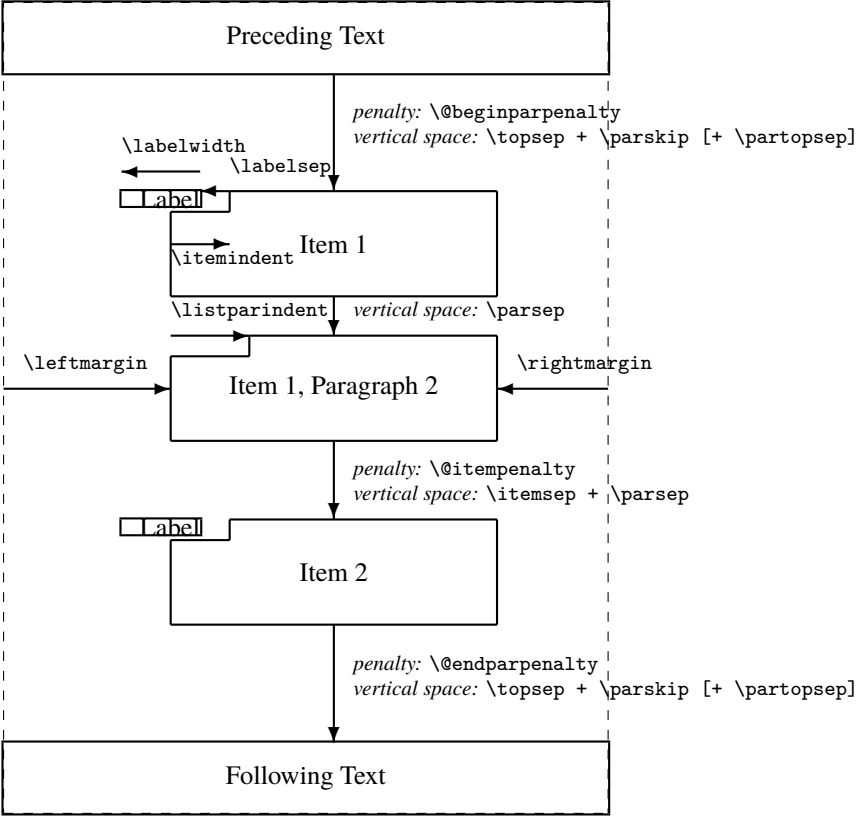 Preceding Text
penalty: \@beginparpenalty
vertical space: \topsep + \parskip [+ \partopsep]
\labelwidth
\labelsep
Label
Item 1
\itemindent
\listparindent
vertical space: \parsep
\leftmargin
\rightmargin
Item 1, Paragraph 2
penalty: \@itempenalty
vertical space: \itemsep + \parsep
Label
Item 2
penalty: \@endparpenalty
vertical space: \topsep + \parskip [+ \partopsep]
Following Text